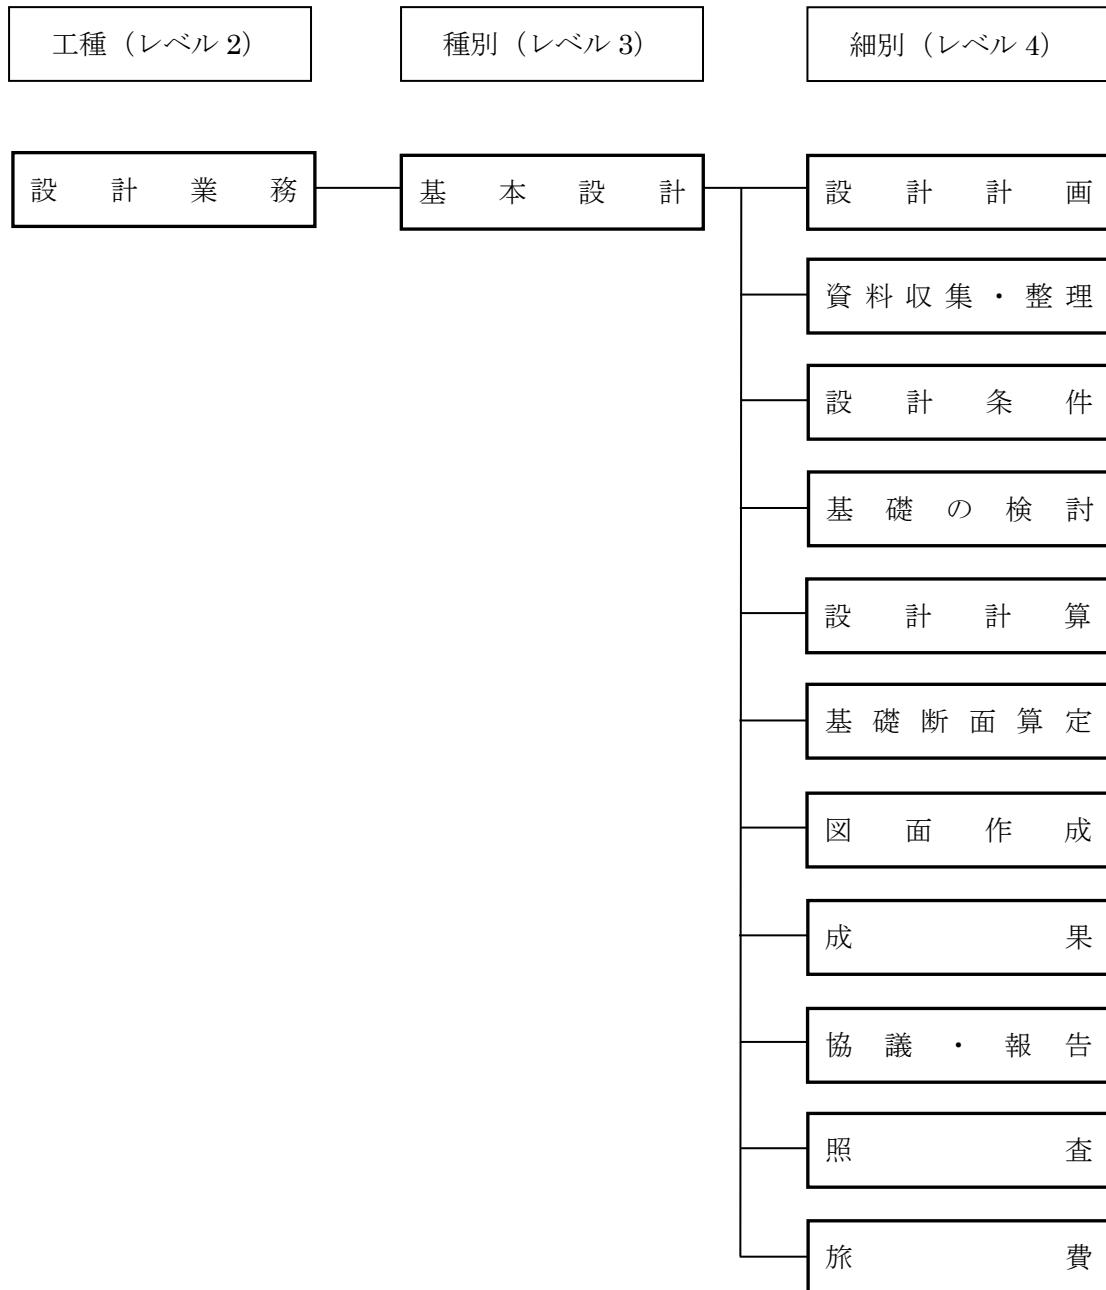 工種（レベル 2） 種別（レベル 3） 細別（レベル 4）
設計業務 基本設計 設計計画
資料収集・整理
設計条件
基礎の検討
設計計算
基礎断面算定
図面作成
成果
協議・報告
照査
旅費